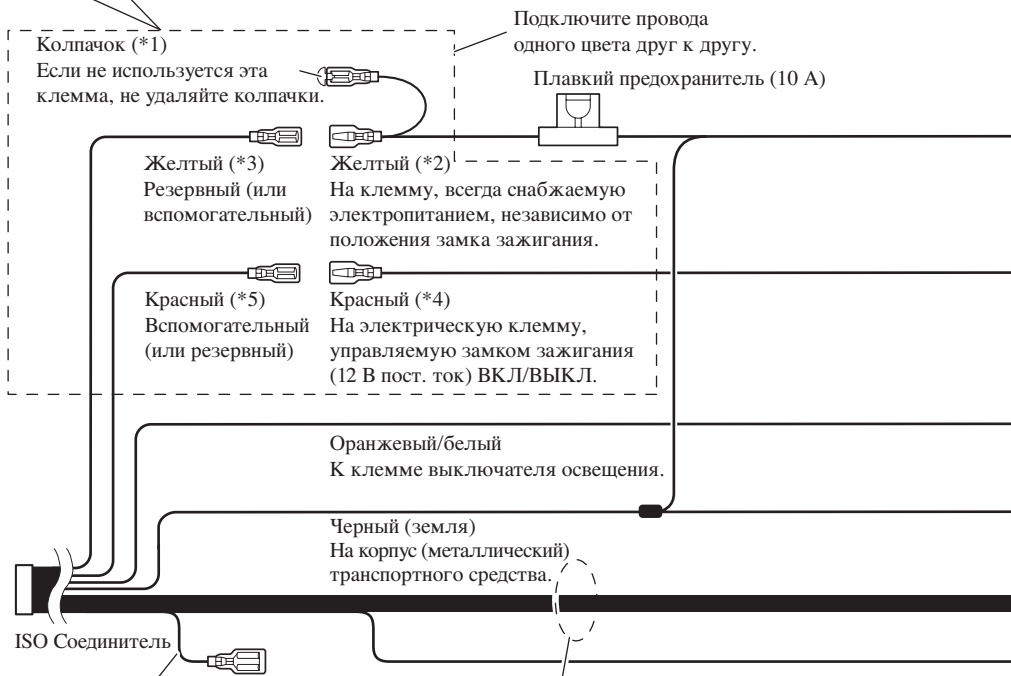 Подключите провода
одного цвета друг к другу.
Колпачок (*1)
Если не используется эта
клемма, не удаляйте колпачки.
Плавкий предохранитель (10 А)
Желтый (*3)
Резервный (или
вспомогательный)
Желтый (*2)
На клемму, всегда снабжаемую
электропитанием, независимо от
положения замка зажигания.
Красный (*5)
Вспомогательный
(или резервный)
Красный (*4)
На электрическую клемму,
управляемую замком зажигания
(12 В пост. ток) ВКЛ/ВЫКЛ.
Оранжевый/белый
К клемме выключателя освещения.
Черный (земля)
На корпус (металлический)
транспортного средства.
ISO Соединитель